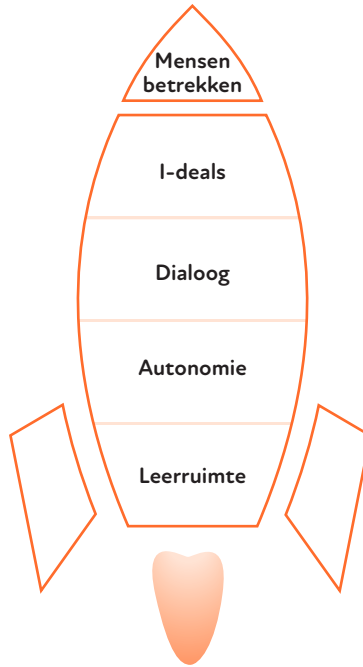 Mensen
betrekken
I-deals
Dialoog
Autonomie
Leerruimte